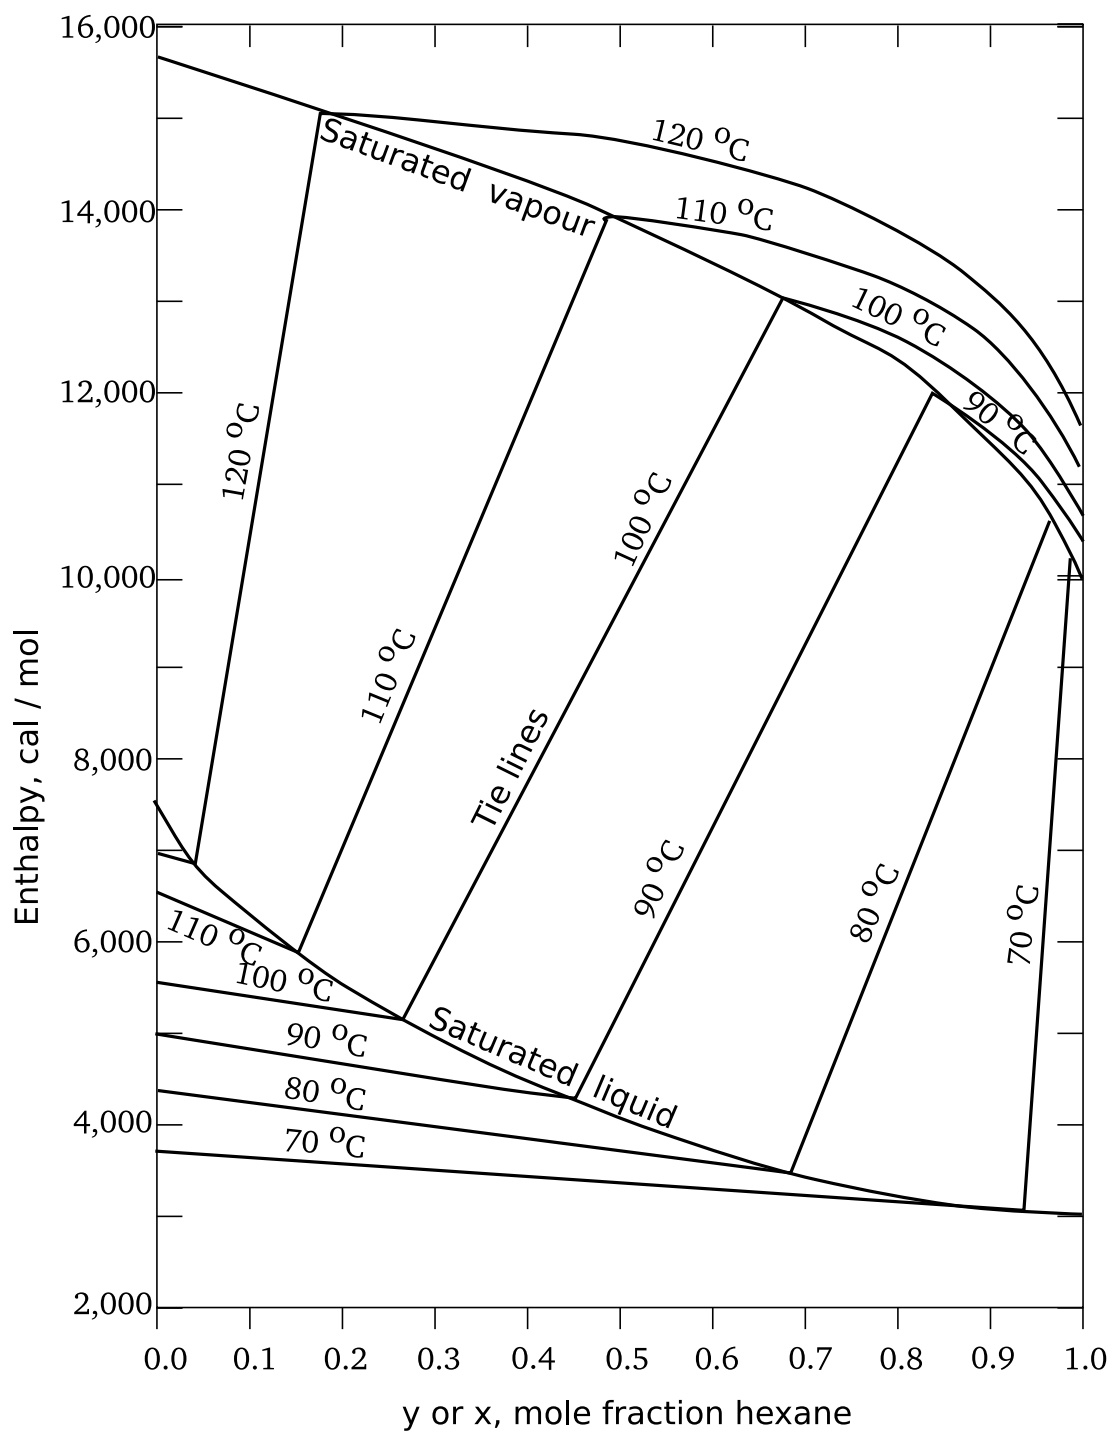 16,000
120 °C
Saturated vapour
14,000
110 °C
100 °C
12,000
90 °C
120 °C
100 °C
10,000
110 °C
Enthalpy, cal / mol
8,000
Tie lines
90 °C
80 °C
70 °C
6,000
110 °C
100 °C
Saturated liquid
90 °C
80 °C
4,000
70 °C
2,000
0.0 0.1 0.2 0.3 0.4 0.5 0.6 0.7 0.8 0.9 1.0
y or x, mole fraction hexane